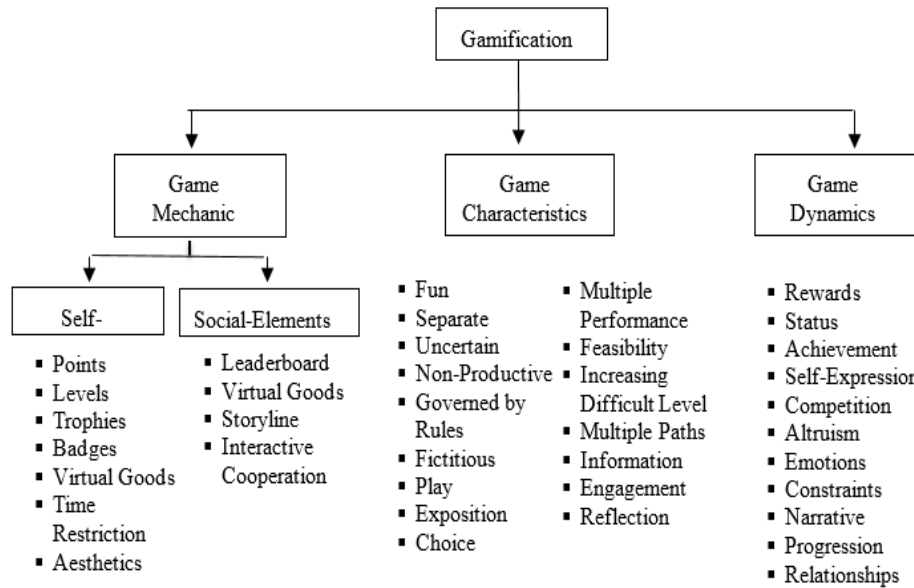 Gamification
Game
Mechanic
Game
Characteristics
Game
Dynamics
Self-
Social-Elements
▪ Points
▪ Levels
▪ Trophies
▪ Badges
▪ Virtual Goods
▪ Time
Restriction
▪ Aesthetics
▪ Leaderboard
▪ Virtual Goods
▪ Storyline
▪ Interactive
Cooperation
▪ Fun
▪ Separate
▪ Uncertain
▪ Non-Productive
▪ Governed by
Rules
▪ Fictitious
▪ Play
▪ Exposition
▪ Choice
▪ Multiple
Performance
▪ Feasibility
▪ Increasing
Difficult Level
▪ Multiple Paths
▪ Information
▪ Engagement
▪ Reflection
▪ Rewards
▪ Status
▪ Achievement
▪ Self-Expression
▪ Competition
▪ Altruism
▪ Emotions
▪ Constraints
▪ Narrative
▪ Progression
▪ Relationships